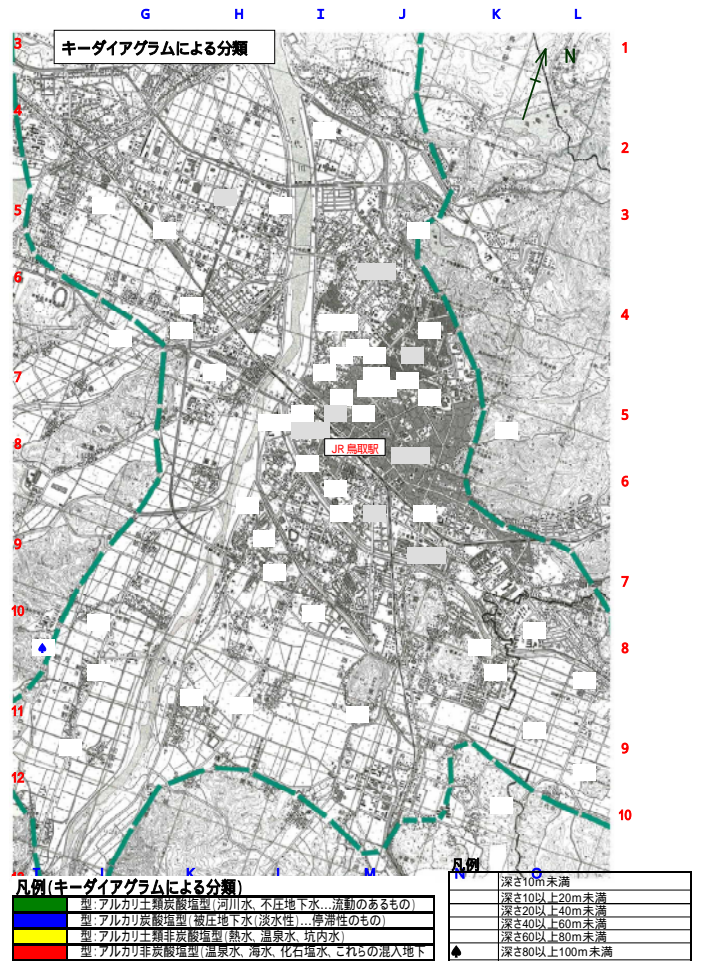 G H I J K L
キーダイアグラムによる分類
N
3
4
5
6
7
8
9
10
11
12
1
2
3
4
5
6
7
8
9
10
JR 鳥取駅
K
M
N
O
凡例(キーダイアグラムによる分類)
型:アルカリ土類炭酸塩型(河川水、不圧地下水…流動のあるもの)
型:アルカリ炭酸塩型(被圧地下水(淡水性)…停滞性のもの)
型:アルカリ土類非炭酸塩型(熱水、温泉水、坑内水)
型:アルカリ非炭酸塩型(温泉水、海水、化石塩水、これらの混入地下
凡例
深さ10m未満
深さ10以上20m未満
深さ20以上40m未満
深さ40以上60m未満
深さ60以上80m未満
深さ80以上100m未満